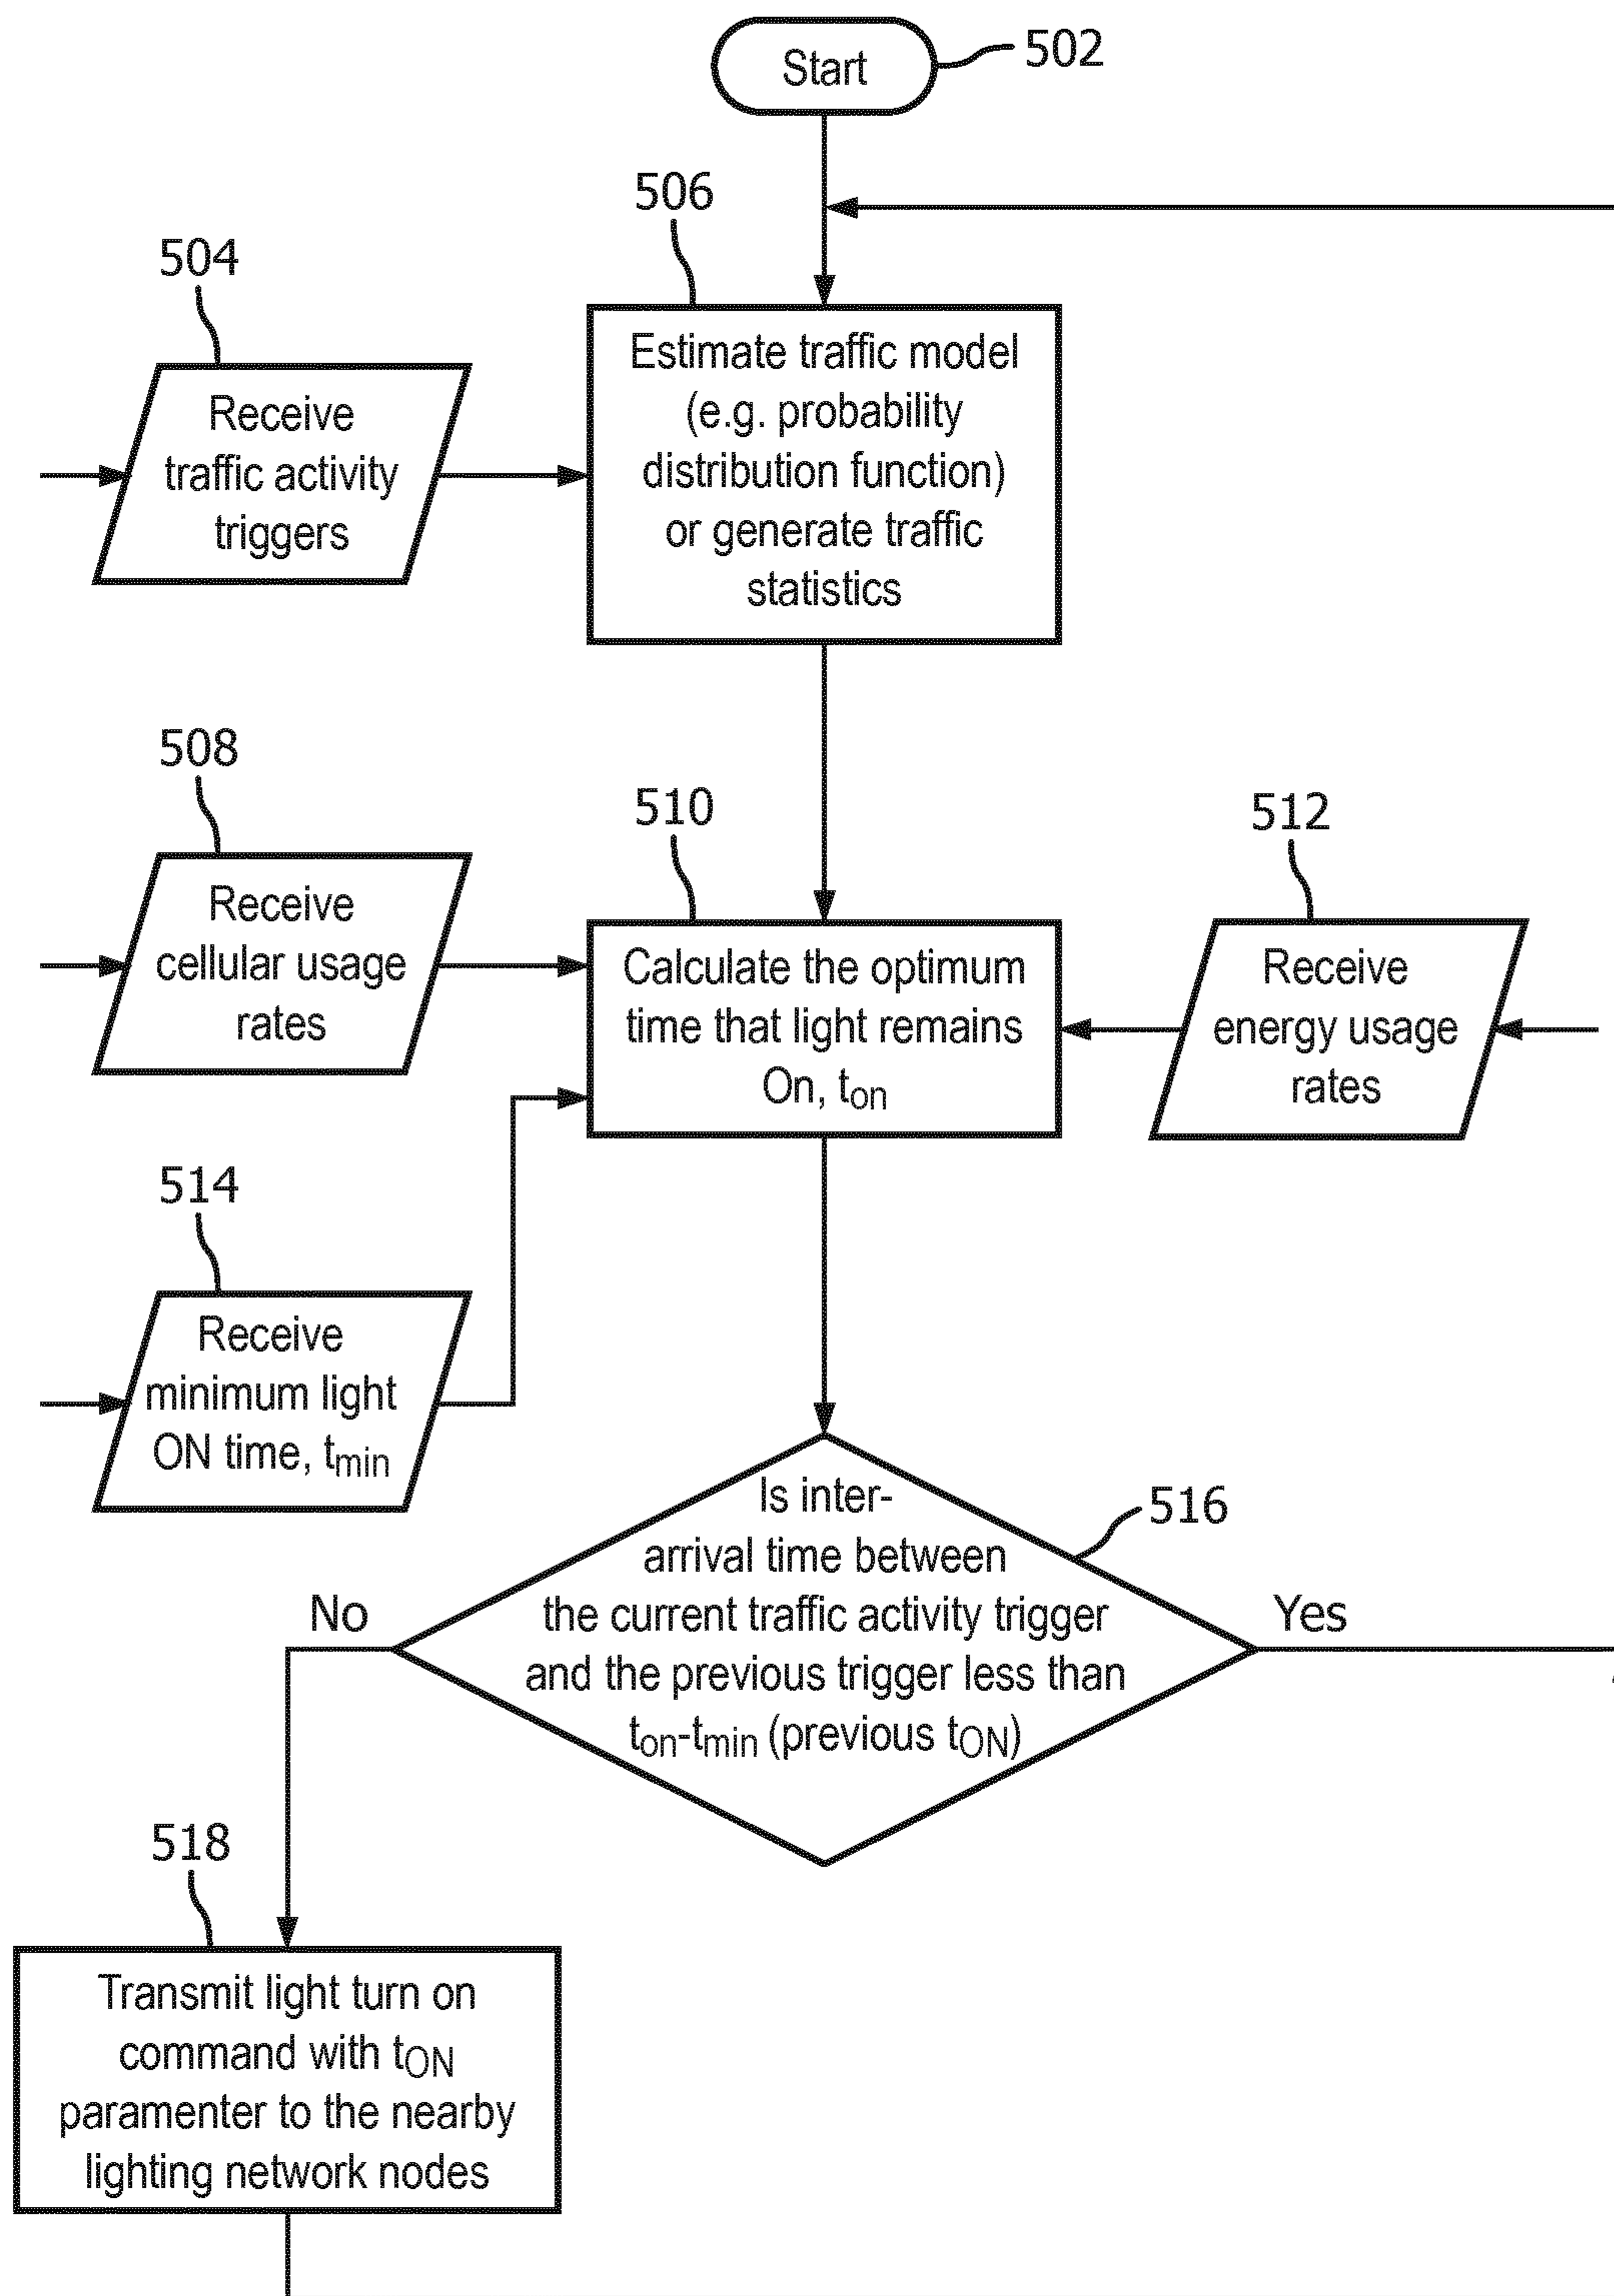 Start
502
506
504
Estimate traffic model
(e.g. probability
distribution function)
or generate traffic
statistics
Receive
traffic activity
triggers
508
510
512
Receive
cellular usage
rates
Calculate the optimum
time that light remains
On, ton
Receive
energy usage
rates
514
Receive
minimum light
ON time, tmin
516
Is inter-
arrival time between
the current traffic activity trigger
and the previous trigger less than
ton-tmin (previous tON)
No
Yes
518
Transmit light turn on
command with tON
paramenter to the nearby
lighting network nodes